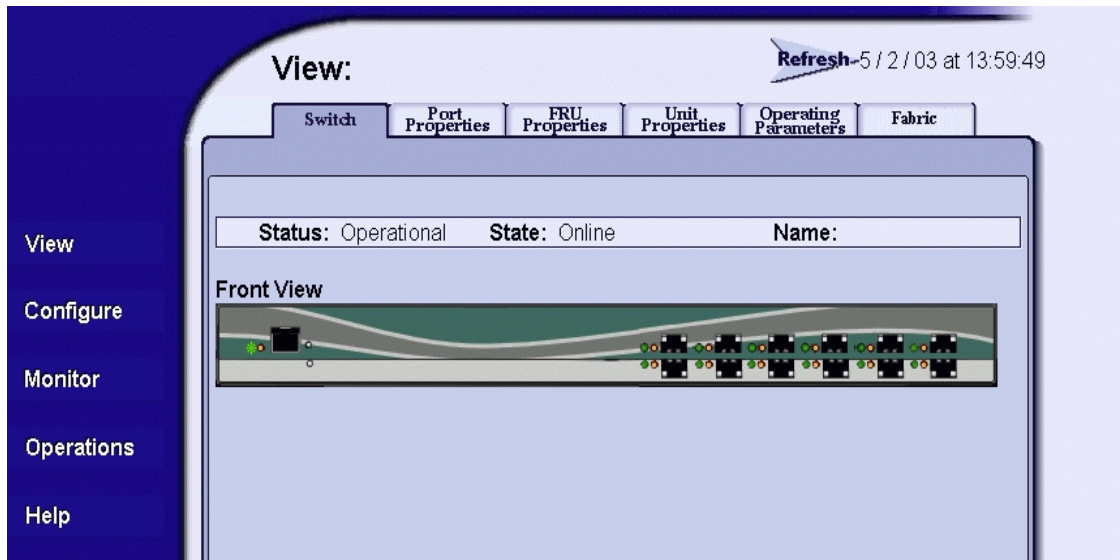 View:
Refresh-5 / 2 / 03 at 13:59:49
Switch
Port Properties
FRU Properties
Unit Properties
Operating Parameters
Fabric
Status: Operational State: Online Name:
Front View
View
Configure
Monitor
Operations
Help